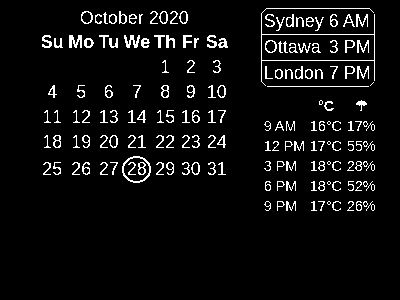 October 2020
Su Mo Tu We Th Fr Sa
1 2 3
4 5 6 7 8 9 10
11 12 13 14 15 16 17
18 19 20 21 22 23 24
25 26 27 28 29 30 31
Sydney 6 AM
Ottawa 3 PM
London 7 PM
°C ☂
9 AM 16°C 17%
12 PM 17°C 55%
3 PM 18°C 28%
6 PM 18°C 52%
9 PM 17°C 26%